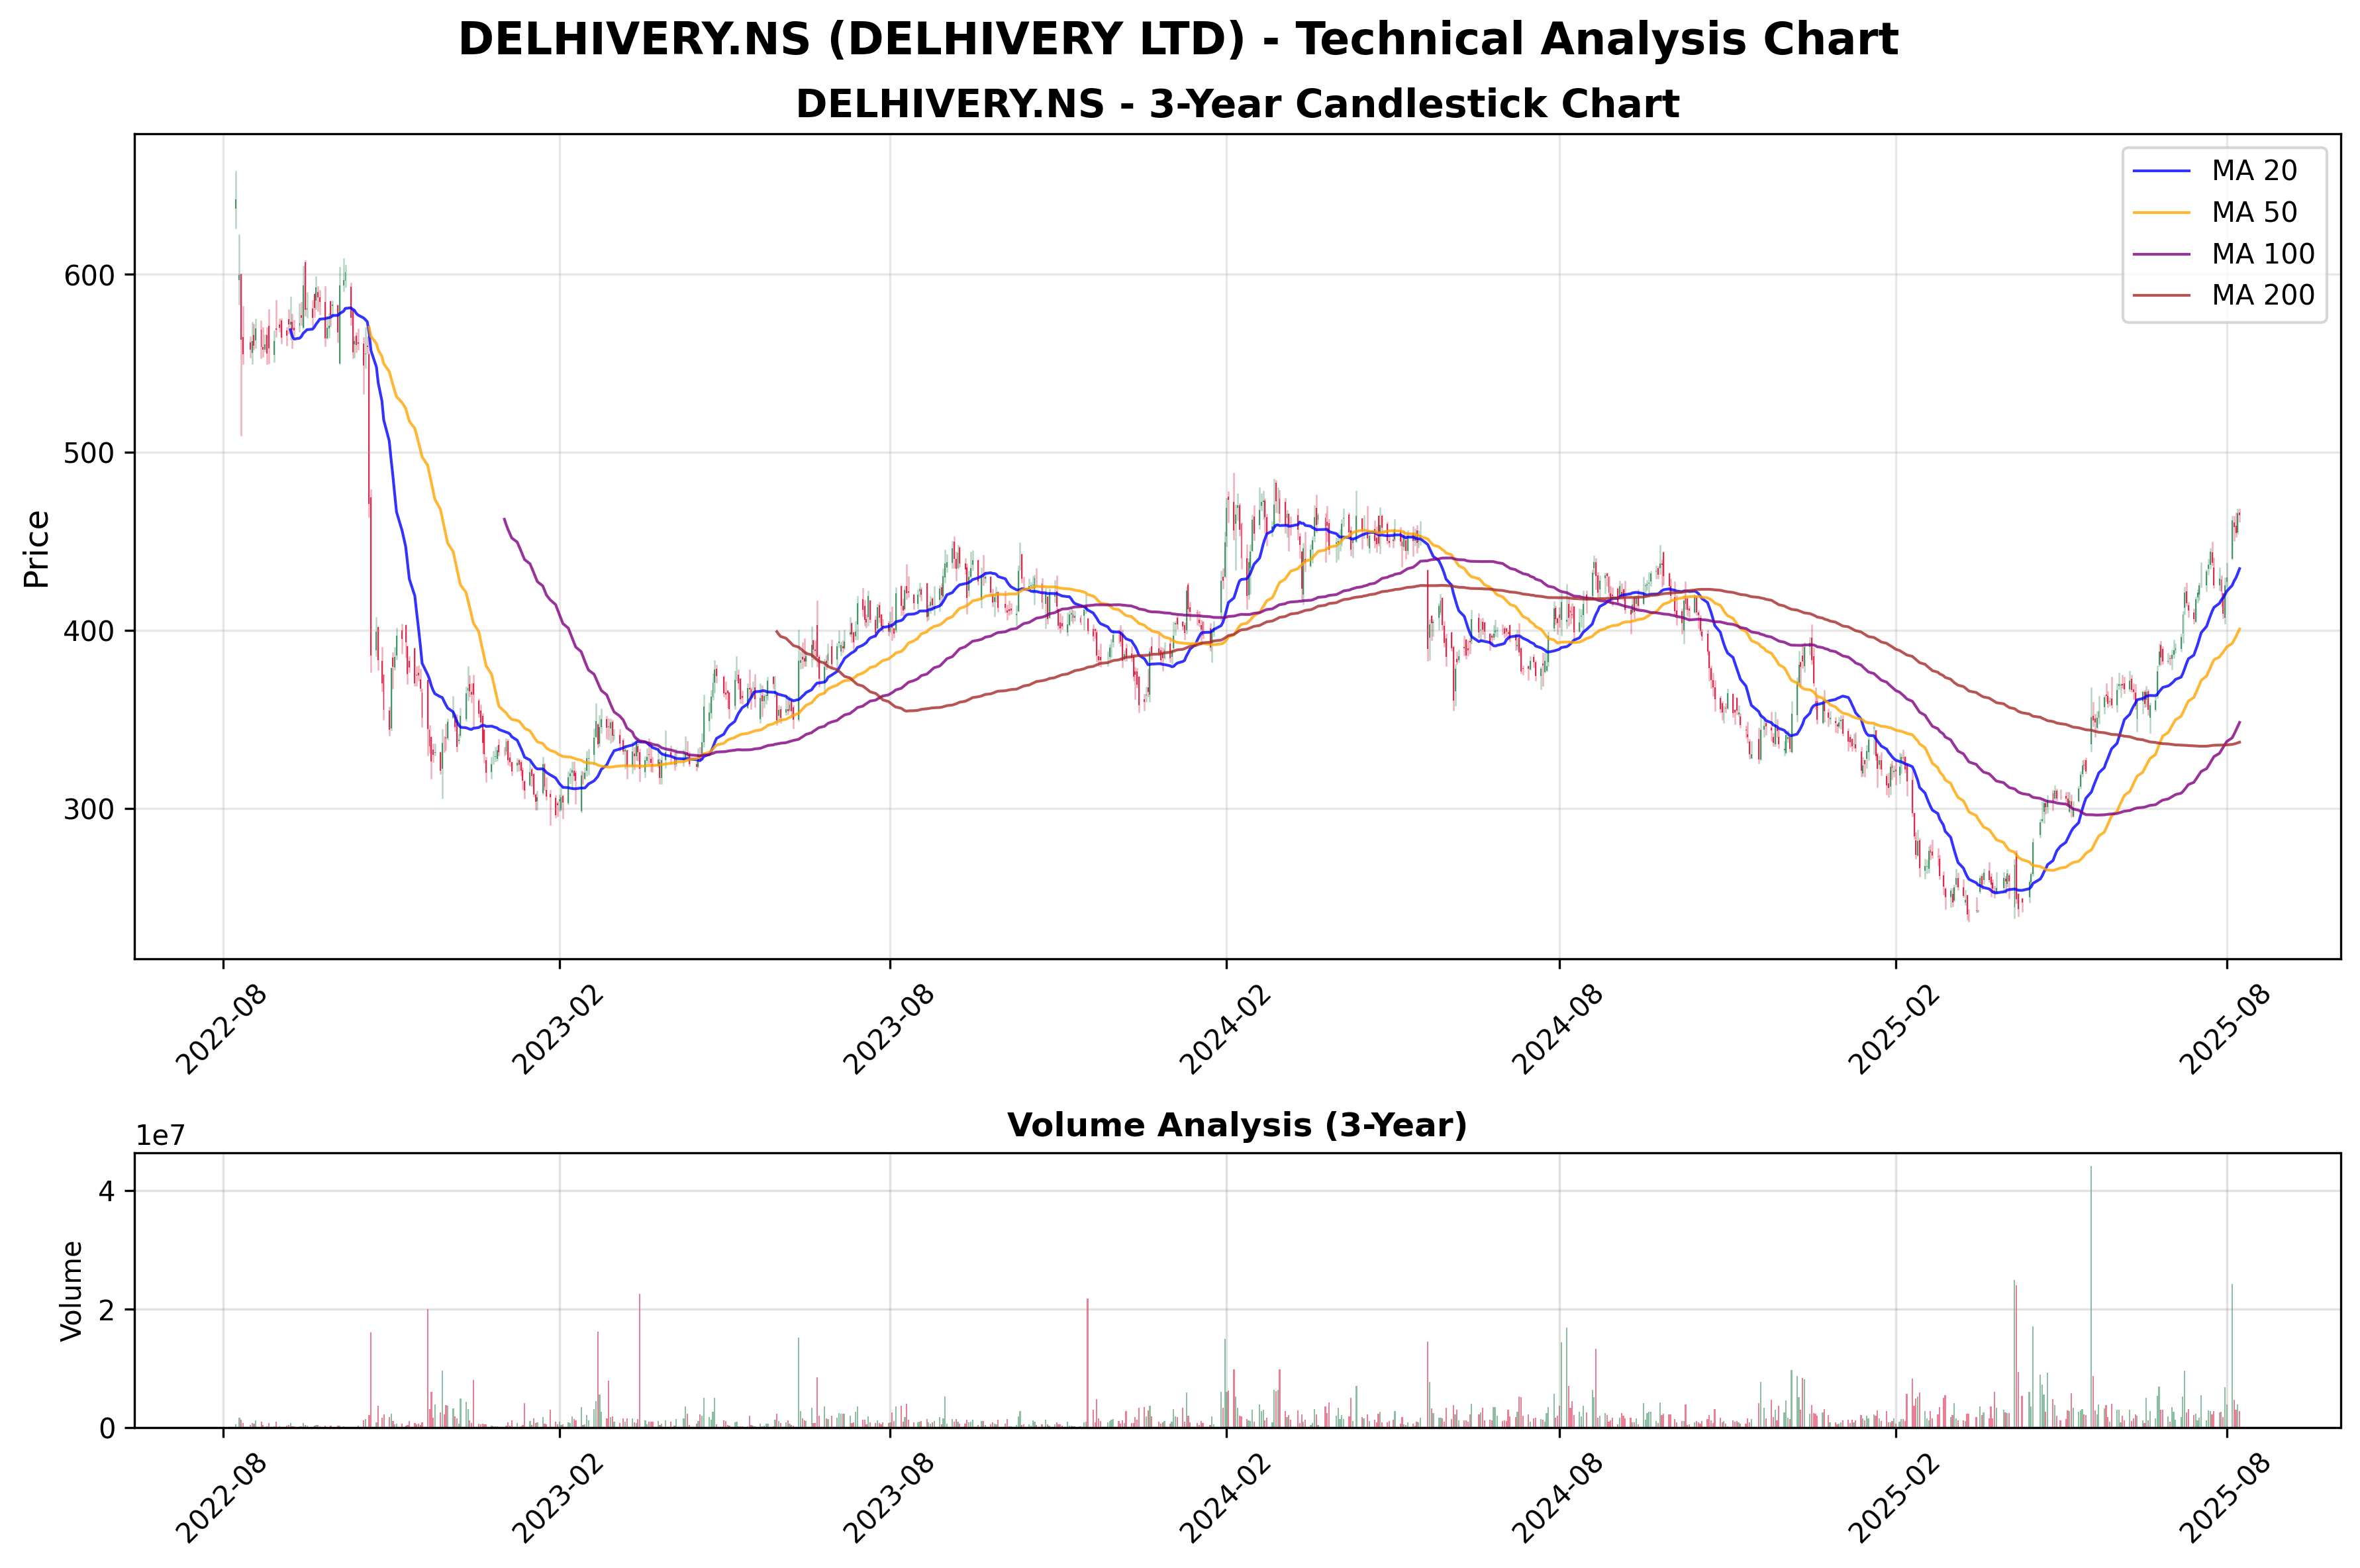 DELHIVERY.NS (DELHIVERY LTD) - Technical Analysis Chart
DELHIVERY.NS - 3-Year Candlestick Chart
MA 20
MA 50
MA 100
MA 200
Price
600
500
400
300
2022-08
2023-02
2023-08
2024-02
2024-08
2025-02
2025-08
Volume Analysis (3-Year)
1e7
Volume
4
2
0
2022-08
2023-02
2023-08
2024-02
2024-08
2025-02
2025-08